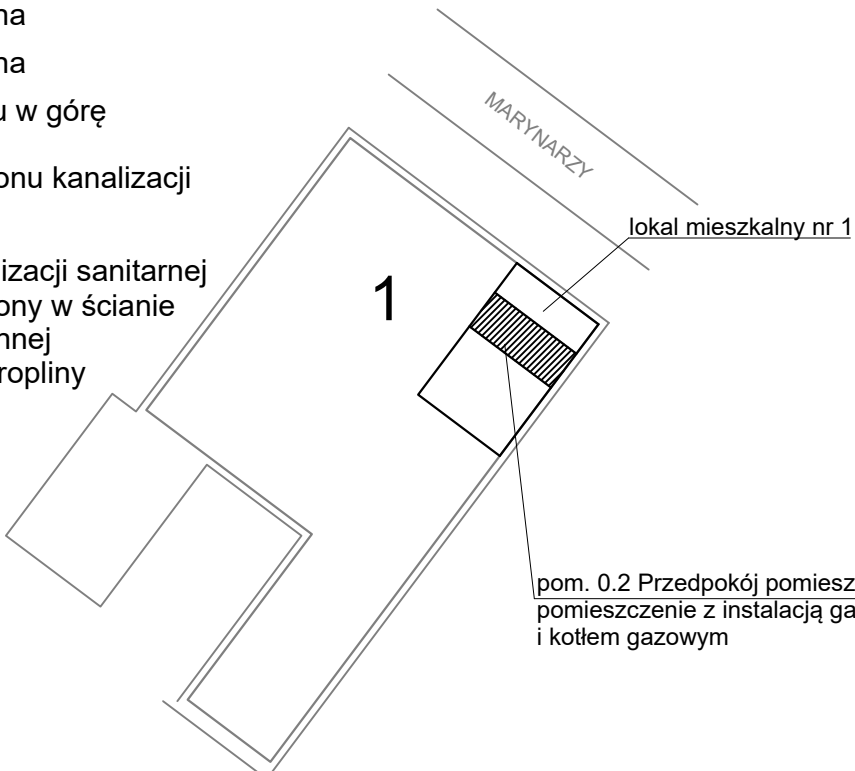 na
na
u w górę
onu kanalizacji
izacji sanitarnej
ony w ścianie
nnej
ropliny
MARYNARZY
lokal mieszkalny nr 1
1
pom. 0.2 Przedpokój pomiesz
pomieszczenie z instalacją ga
i kotłem gazowym